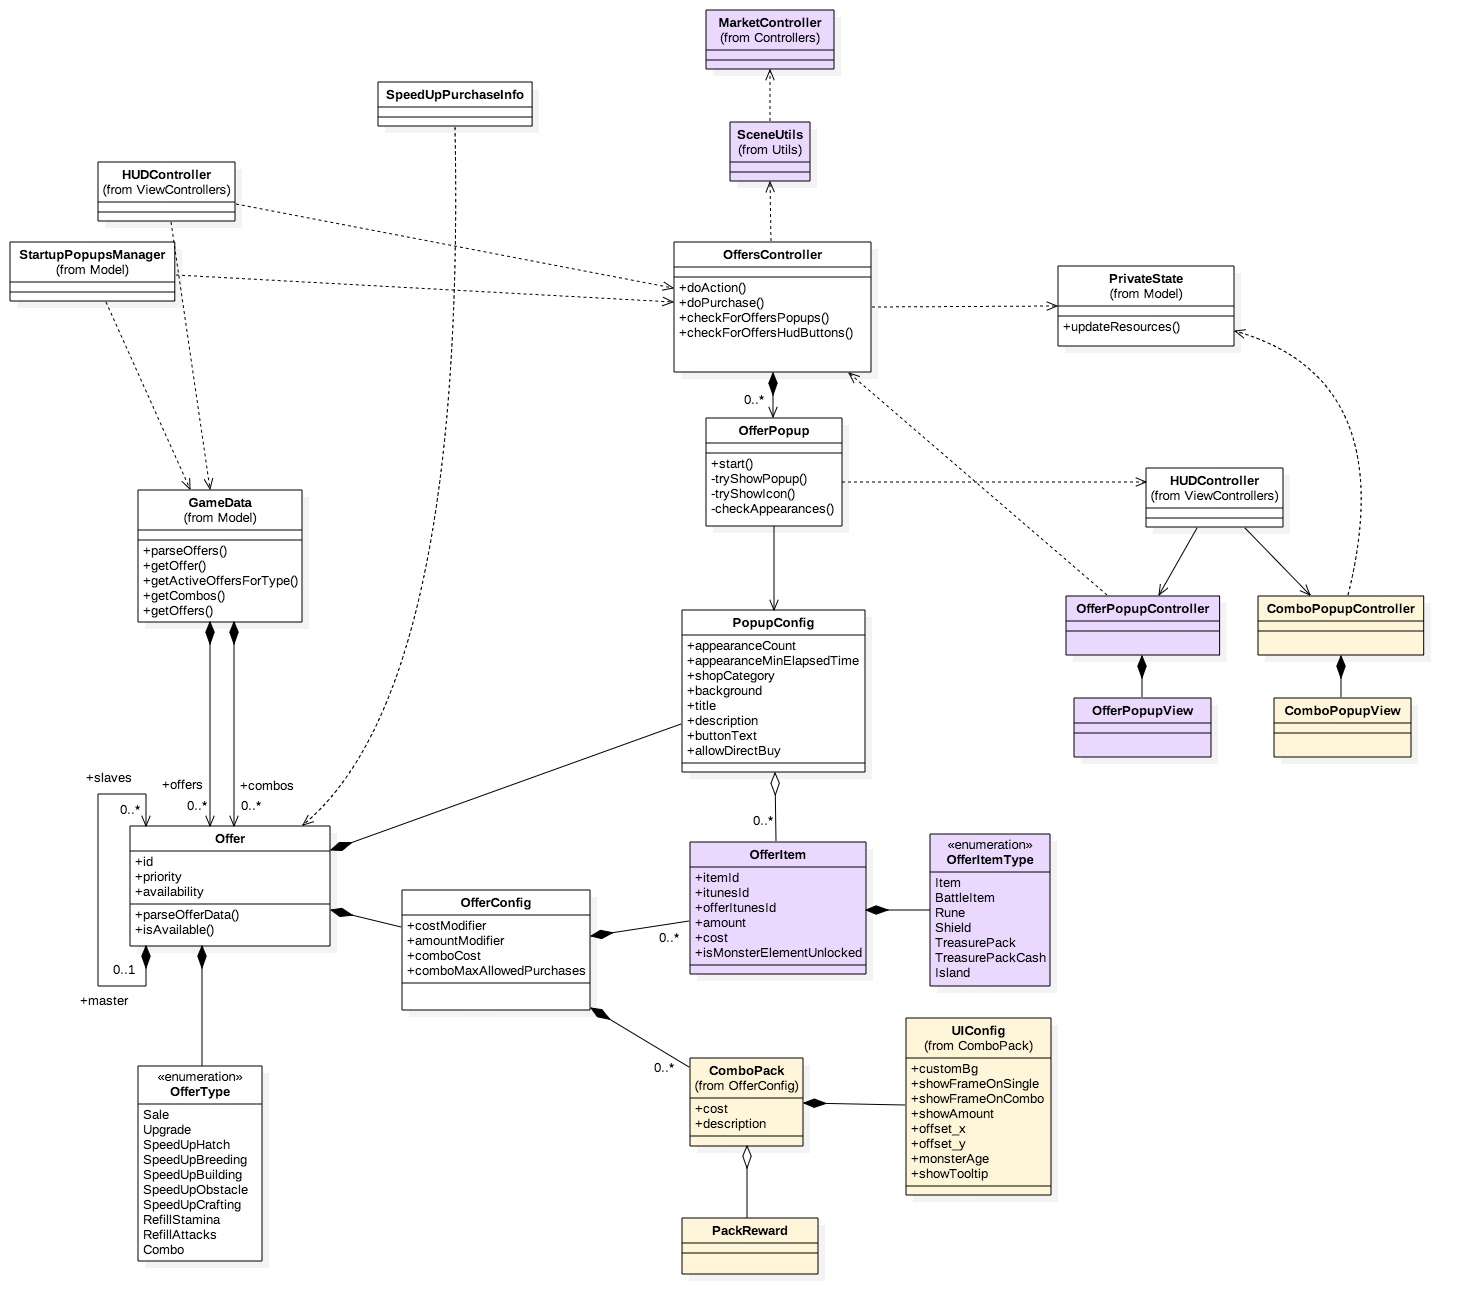 MarketController
(from Controllers)
SpeedUpPurchaseInfo
SceneUtils
(from Utils)
HUDController
(from ViewControllers)
StartupPopupsManager
(from Model)
OffersController
+doAction()
+doPurchase()
+checkForOffersPopups()
+checkForOffersHudButtons()
PrivateState
(from Model)
+updateResources()
0..*
OfferPopup
+start()
-tryShowPopup()
-tryShowIcon()
-checkAppearances()
HUDController
(from ViewControllers)
GameData
(from Model)
+parseOffers()
+getOffer()
+getActiveOffersForType()
+getCombos()
+getOffers()
OfferPopupController
ComboPopupController
PopupConfig
+appearanceCount
+appearanceMinElapsedTime
+shopCategory
+background
+title
+description
+buttonText
+allowDirectBuy
OfferPopupView
ComboPopupView
+slaves
0..*
+offers
0..*
+combos
0..*
Offer
+id
+priority
+availability
+parseOfferData()
+isAvailable()
0..1
+master
0..*
OfferItem
+itemId
+itunesId
+offerItunesId
+amount
+cost
+isMonsterElementUnlocked
«enumeration»
OfferItemType
Item
BattleItem
Rune
Shield
TreasurePack
TreasurePackCash
Island
OfferConfig
+costModifier
+amountModifier
+comboCost
+comboMaxAllowedPurchases
0..*
0..*
ComboPack
(from OfferConfig)
+cost
+description
UIConfig
(from ComboPack)
+customBg
+showFrameOnSingle
+showFrameOnCombo
+showAmount
+offset_x
+offset_y
+monsterAge
+showTooltip
«enumeration»
OfferType
Sale
Upgrade
SpeedUpHatch
SpeedUpBreeding
SpeedUpBuilding
SpeedUpObstacle
SpeedUpCrafting
RefillStamina
RefillAttacks
Combo
PackReward